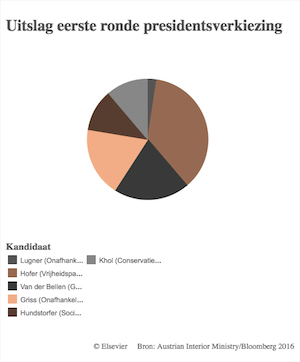 Uitslag eerste ronde presidentsverkiezing
Kandidaat
Lugner (Onafhank... Khol (Conservatie...
Hofer (Vrijheidspa...
Van der Bellen (G...
Griss (Onafhankel...
Hundstorfer (Soci...
© Elsevier Bron: Austrian Interior Ministry/Bloomberg 2016